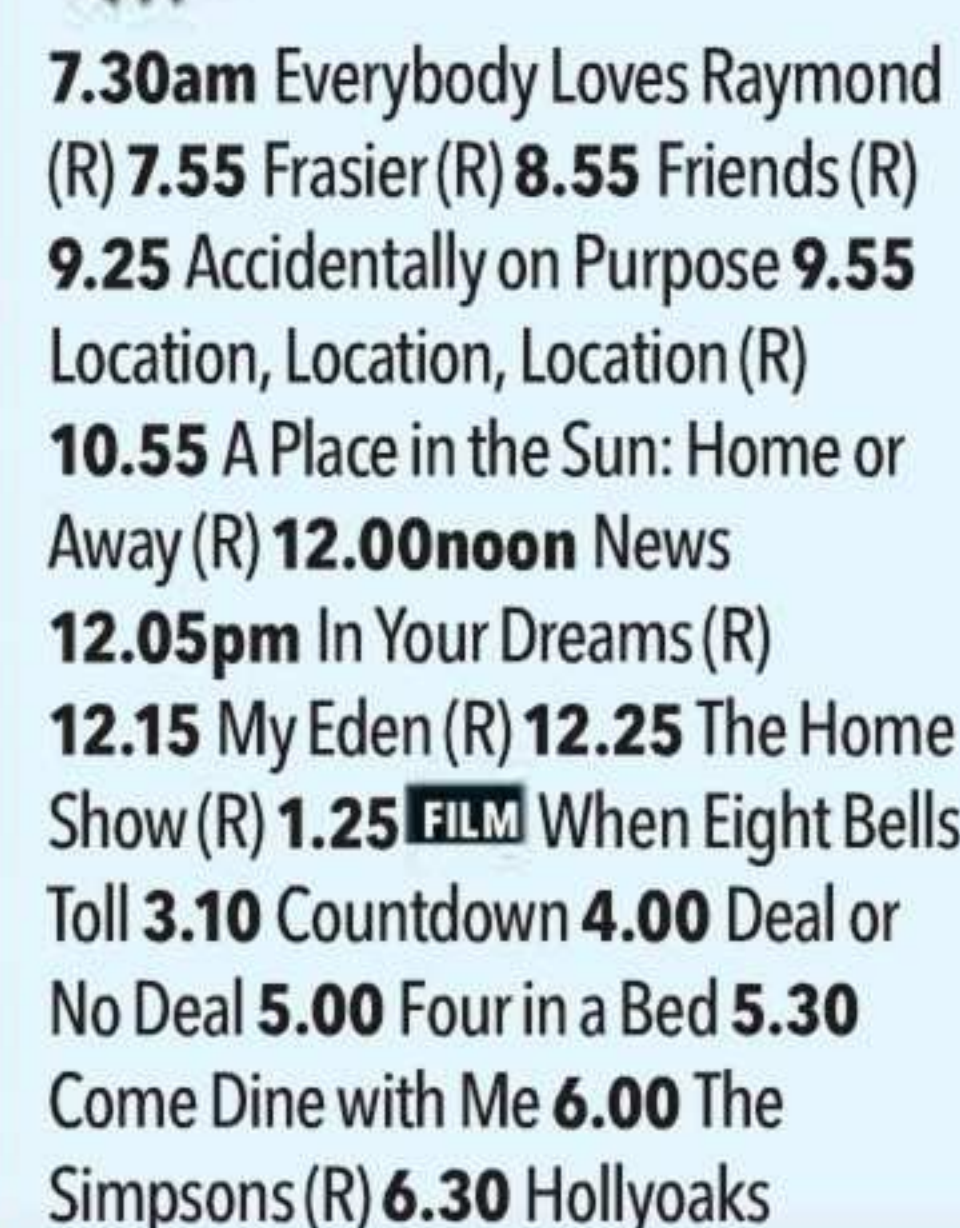 7.30am Everybody Loves Raymond
(R) 7.55 Frasier (R) 8.55 Friends (R)
9.25 Accidentally on Purpose 9.55
Location, Location, Location (R)
10.55 A Place in the Sun: Home or
Away (R) 12.00noon News
12.05pm In Your Dreams (R)
12.15 My Eden (R) 12.25 The Home
Show (R) 1.25 FILM When Eight Bells
Toll 3.10 Countdown 4.00 Deal or
No Deal 5.00 Four in a Bed 5.30
Come Dine with Me 6.00 The
Simpsons (R) 6.30 Hollyoaks